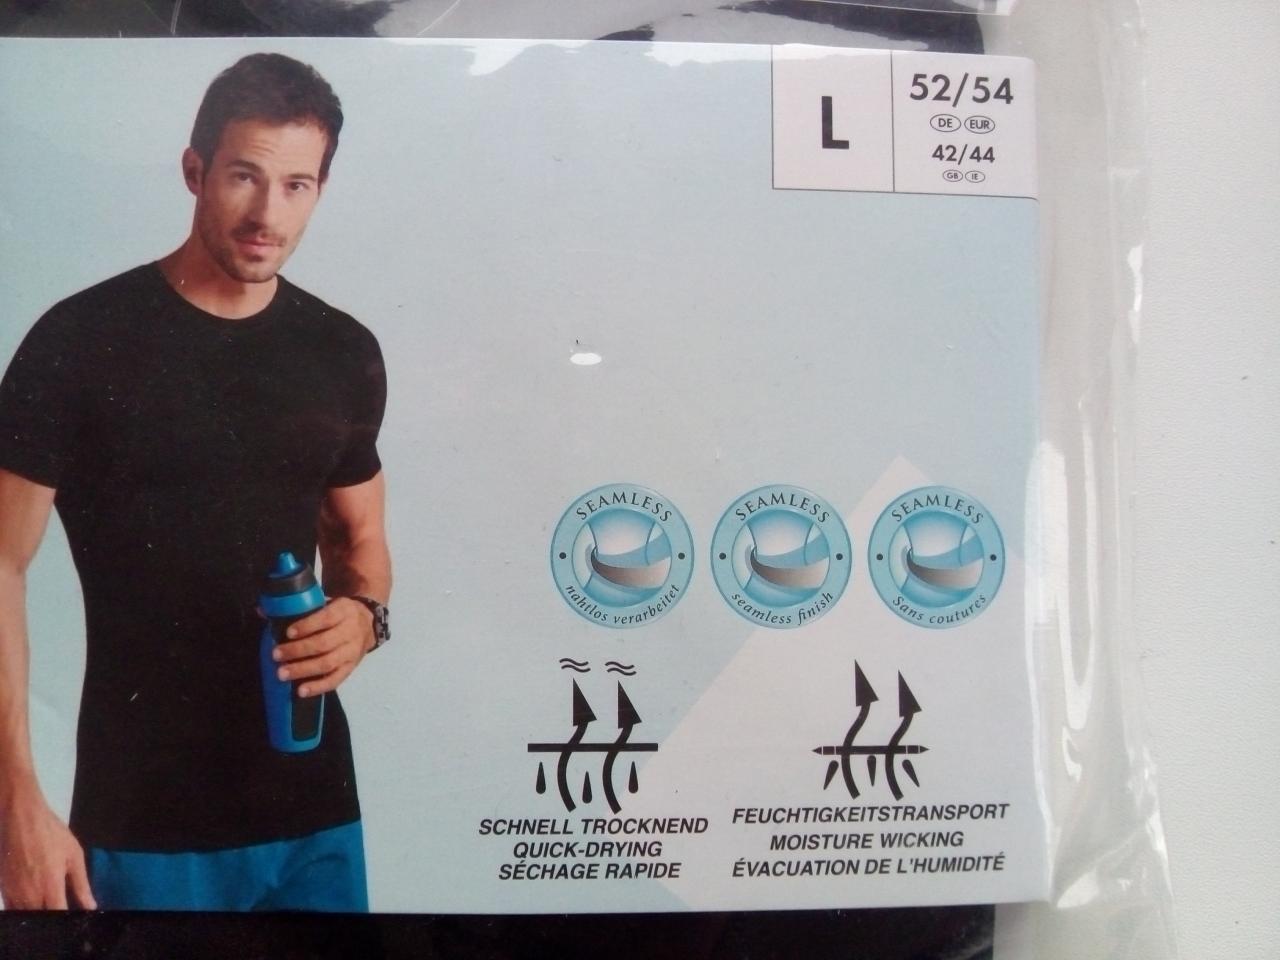 L
52/54
DE EUR
42/44
GB IE
SEAMLESS
nahtlos verarbeitet
SEAMLESS
seamless finish
SEAMLESS
Sans coutures
SCHNELL TROCKNEND
QUICK-DRYING
SÉCHAGE RAPIDE
FEUCHTIGKEITSTRANSPORT
MOISTURE WICKING
ÉVACUATION DE L'HUMIDITÉ